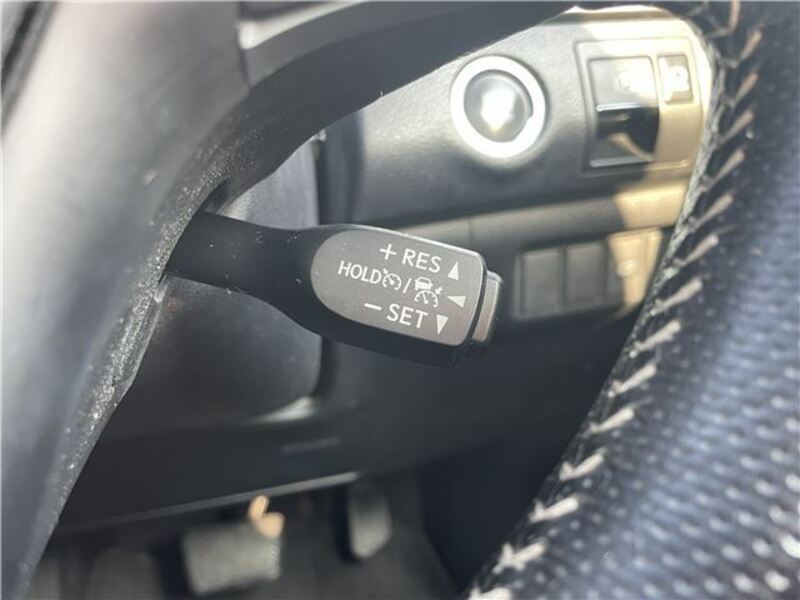 + RES
HOLD /
− SET